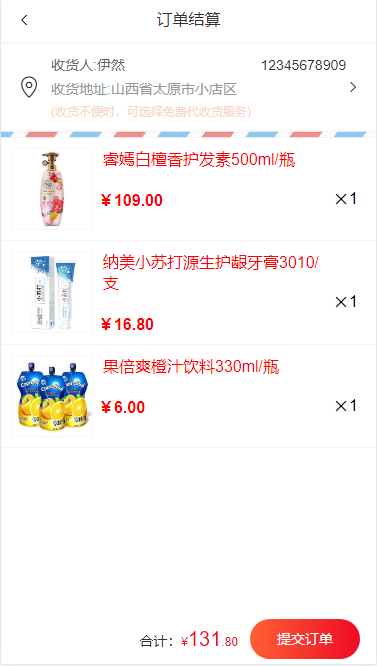 订单结算
收货人:伊然 12345678909
收货地址:山西省太原市小店区
(收货不便时，可选择免费代收货服务)
睿嫣白檀香护发素500ml/瓶
￥109.00 ×1
纳美小苏打源生护龈牙膏3010/
支
￥16.80 ×1
果倍爽橙汁饮料330ml/瓶
￥6.00 ×1
合计：¥131.80 提交订单